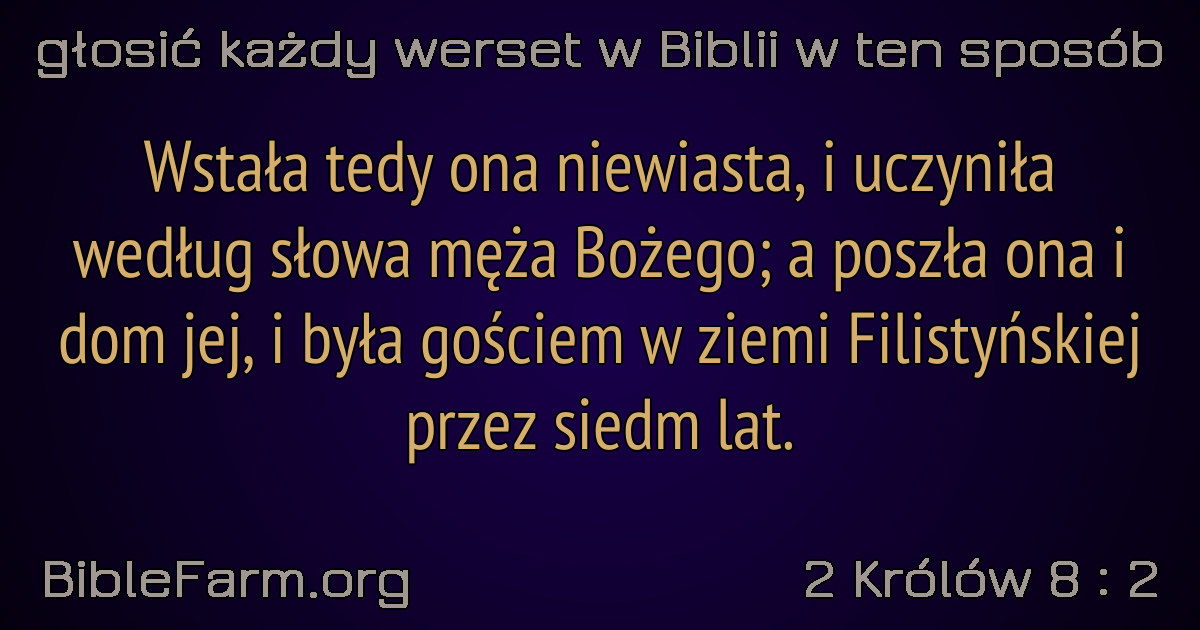 głosić każdy werset w Biblii w ten sposób
Wstała tedy ona niewiasta, i uczyniła
według słowa męża Bożego; a poszła ona i
dom jej, i była gościem w ziemi Filistyńskiej
przez siedm lat.
BibleFarm.org
2 Królów 8 : 2